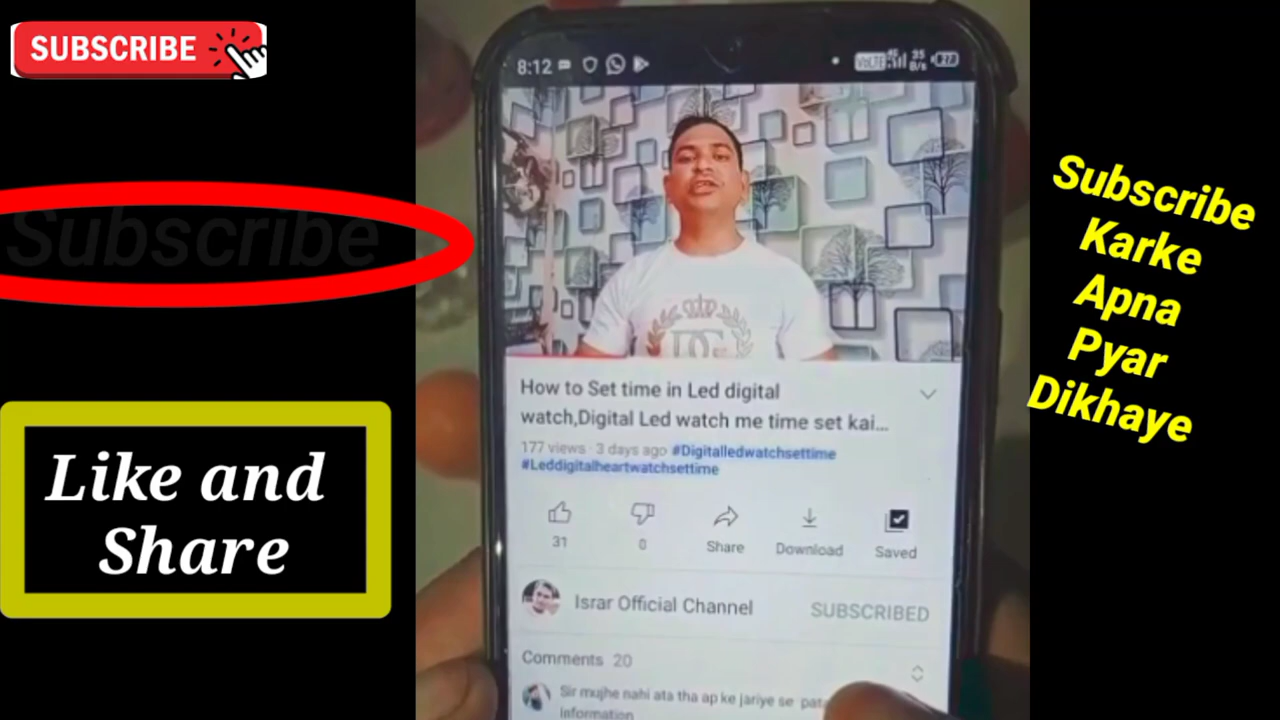 SUBSCRIBE
Subscribe
Like and
Share
8:12
How to Set time in Led digital
watch,Digital Led watch me time set kai...
177 views · 3 days ago #Digitalledwatchsettime
#Leddigitalheartwatchsettime
31
0
Share
Download
Saved
Israr Official Channel
SUBSCRIBED
Comments 20
Sir mujhe nahi ata tha ap ke jariye se
information
Subscribe
Karke
Apna
Pyar
Dikhaye